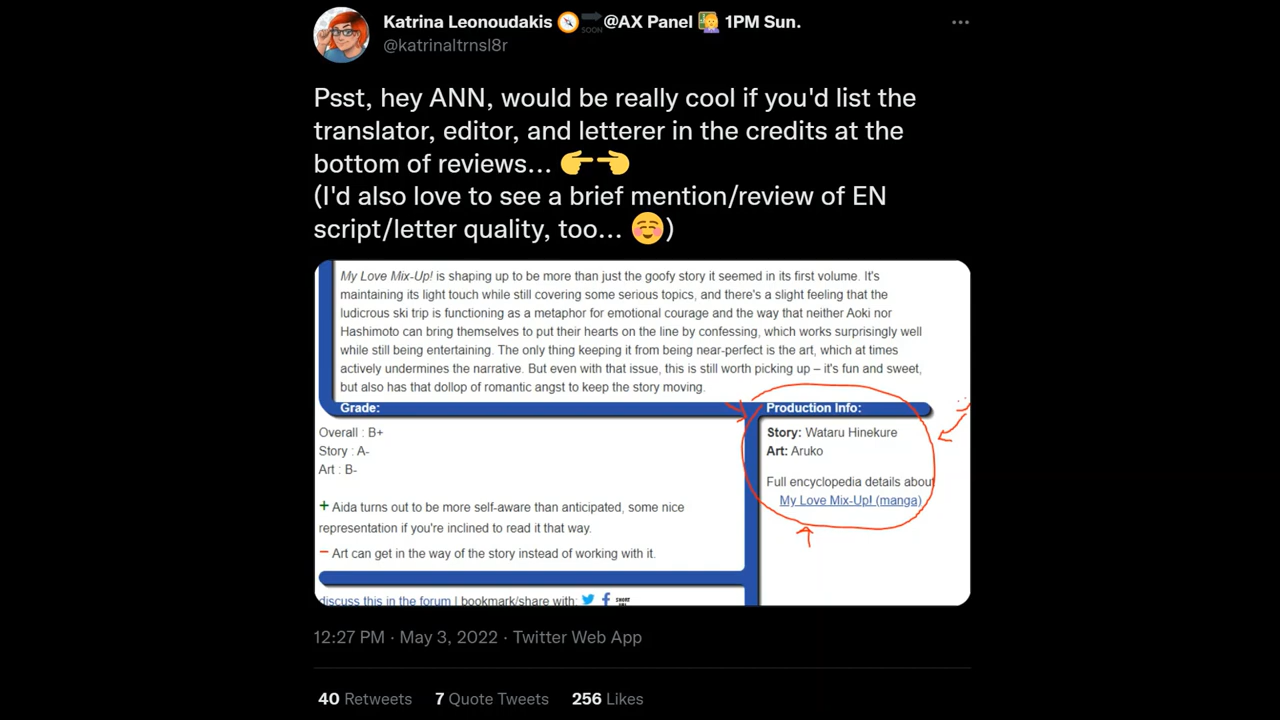 Katrina Leonoudakis 🧭 SOON @AX Panel 👩‍🏫 1PM Sun.
@katrinaltrnsl8r
Psst, hey ANN, would be really cool if you'd list the
translator, editor, and letterer in the credits at the
bottom of reviews... 👉👈
(I'd also love to see a brief mention/review of EN
script/letter quality, too... ☺️)
My Love Mix-Up! is shaping up to be more than just the goofy story it seemed in its first volume. It's
maintaining its light touch while still covering some serious topics, and there's a slight feeling that the
ludicrous ski trip is functioning as a metaphor for emotional courage and the way that neither Aoki nor
Hashimoto can bring themselves to put their hearts on the line by confessing, which works surprisingly well
while still being entertaining. The only thing keeping it from being near-perfect is the art, which at times
actively undermines the narrative. But even with that issue, this is still worth picking up – it's fun and sweet,
but also has that dollop of romantic angst to keep the story moving.
Grade:
Overall : B+
Story : A-
Art : B-
+ Aida turns out to be more self-aware than anticipated, some nice
representation if you're inclined to read it that way.
− Art can get in the way of the story instead of working with it.
Production Info:
Story: Wataru Hinekure
Art: Aruko
Full encyclopedia details about
My Love Mix-Up! (manga)
discuss this in the forum | bookmark/share with: SHORT URL
12:27 PM · May 3, 2022 · Twitter Web App
40 Retweets 7 Quote Tweets 256 Likes